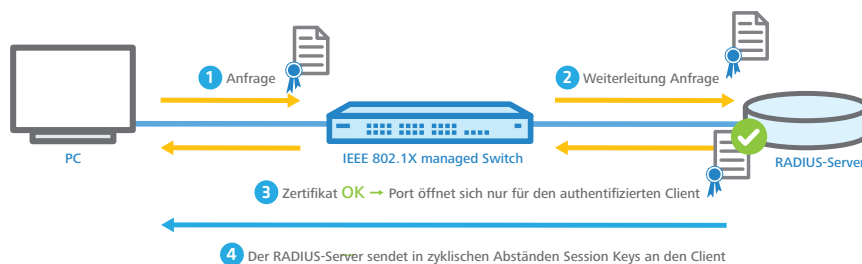 1 Anfrage
2 Weiterleitung Anfrage
PC
IEEE 802.1X managed Switch
RADIUS-Server
3 Zertifikat OK → Port öffnet sich nur für den authentifizierten Client
4 Der RADIUS-Server sendet in zyklischen Abständen Session Keys an den Client